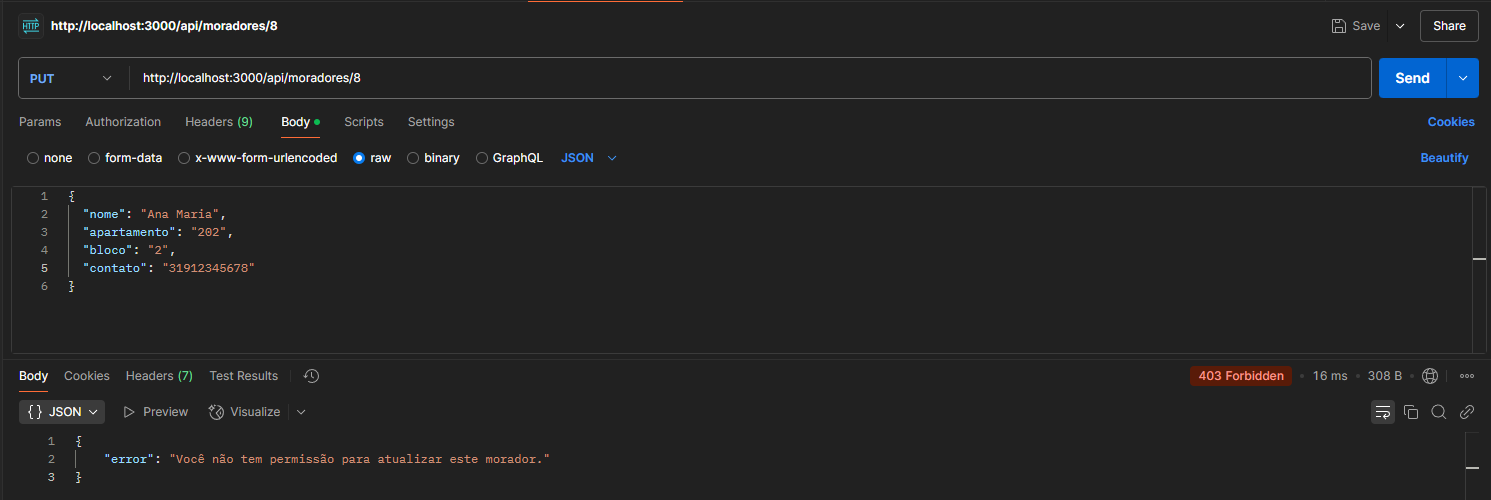 HTTP http://localhost:3000/api/moradores/8 Save Share
PUT http://localhost:3000/api/moradores/8 Send
Params Authorization Headers (9) Body Scripts Settings Cookies
none form-data x-www-form-urlencoded raw binary GraphQL JSON Beautify
1 {
2 "nome": "Ana Maria",
3 "apartamento": "202",
4 "bloco": "2",
5 "contato": "31912345678"
6 }
Body Cookies Headers (7) Test Results 403 Forbidden • 16 ms • 308 B •
{} JSON Preview Visualize
1 {
2 "error": "Você não tem permissão para atualizar este morador."
3 }